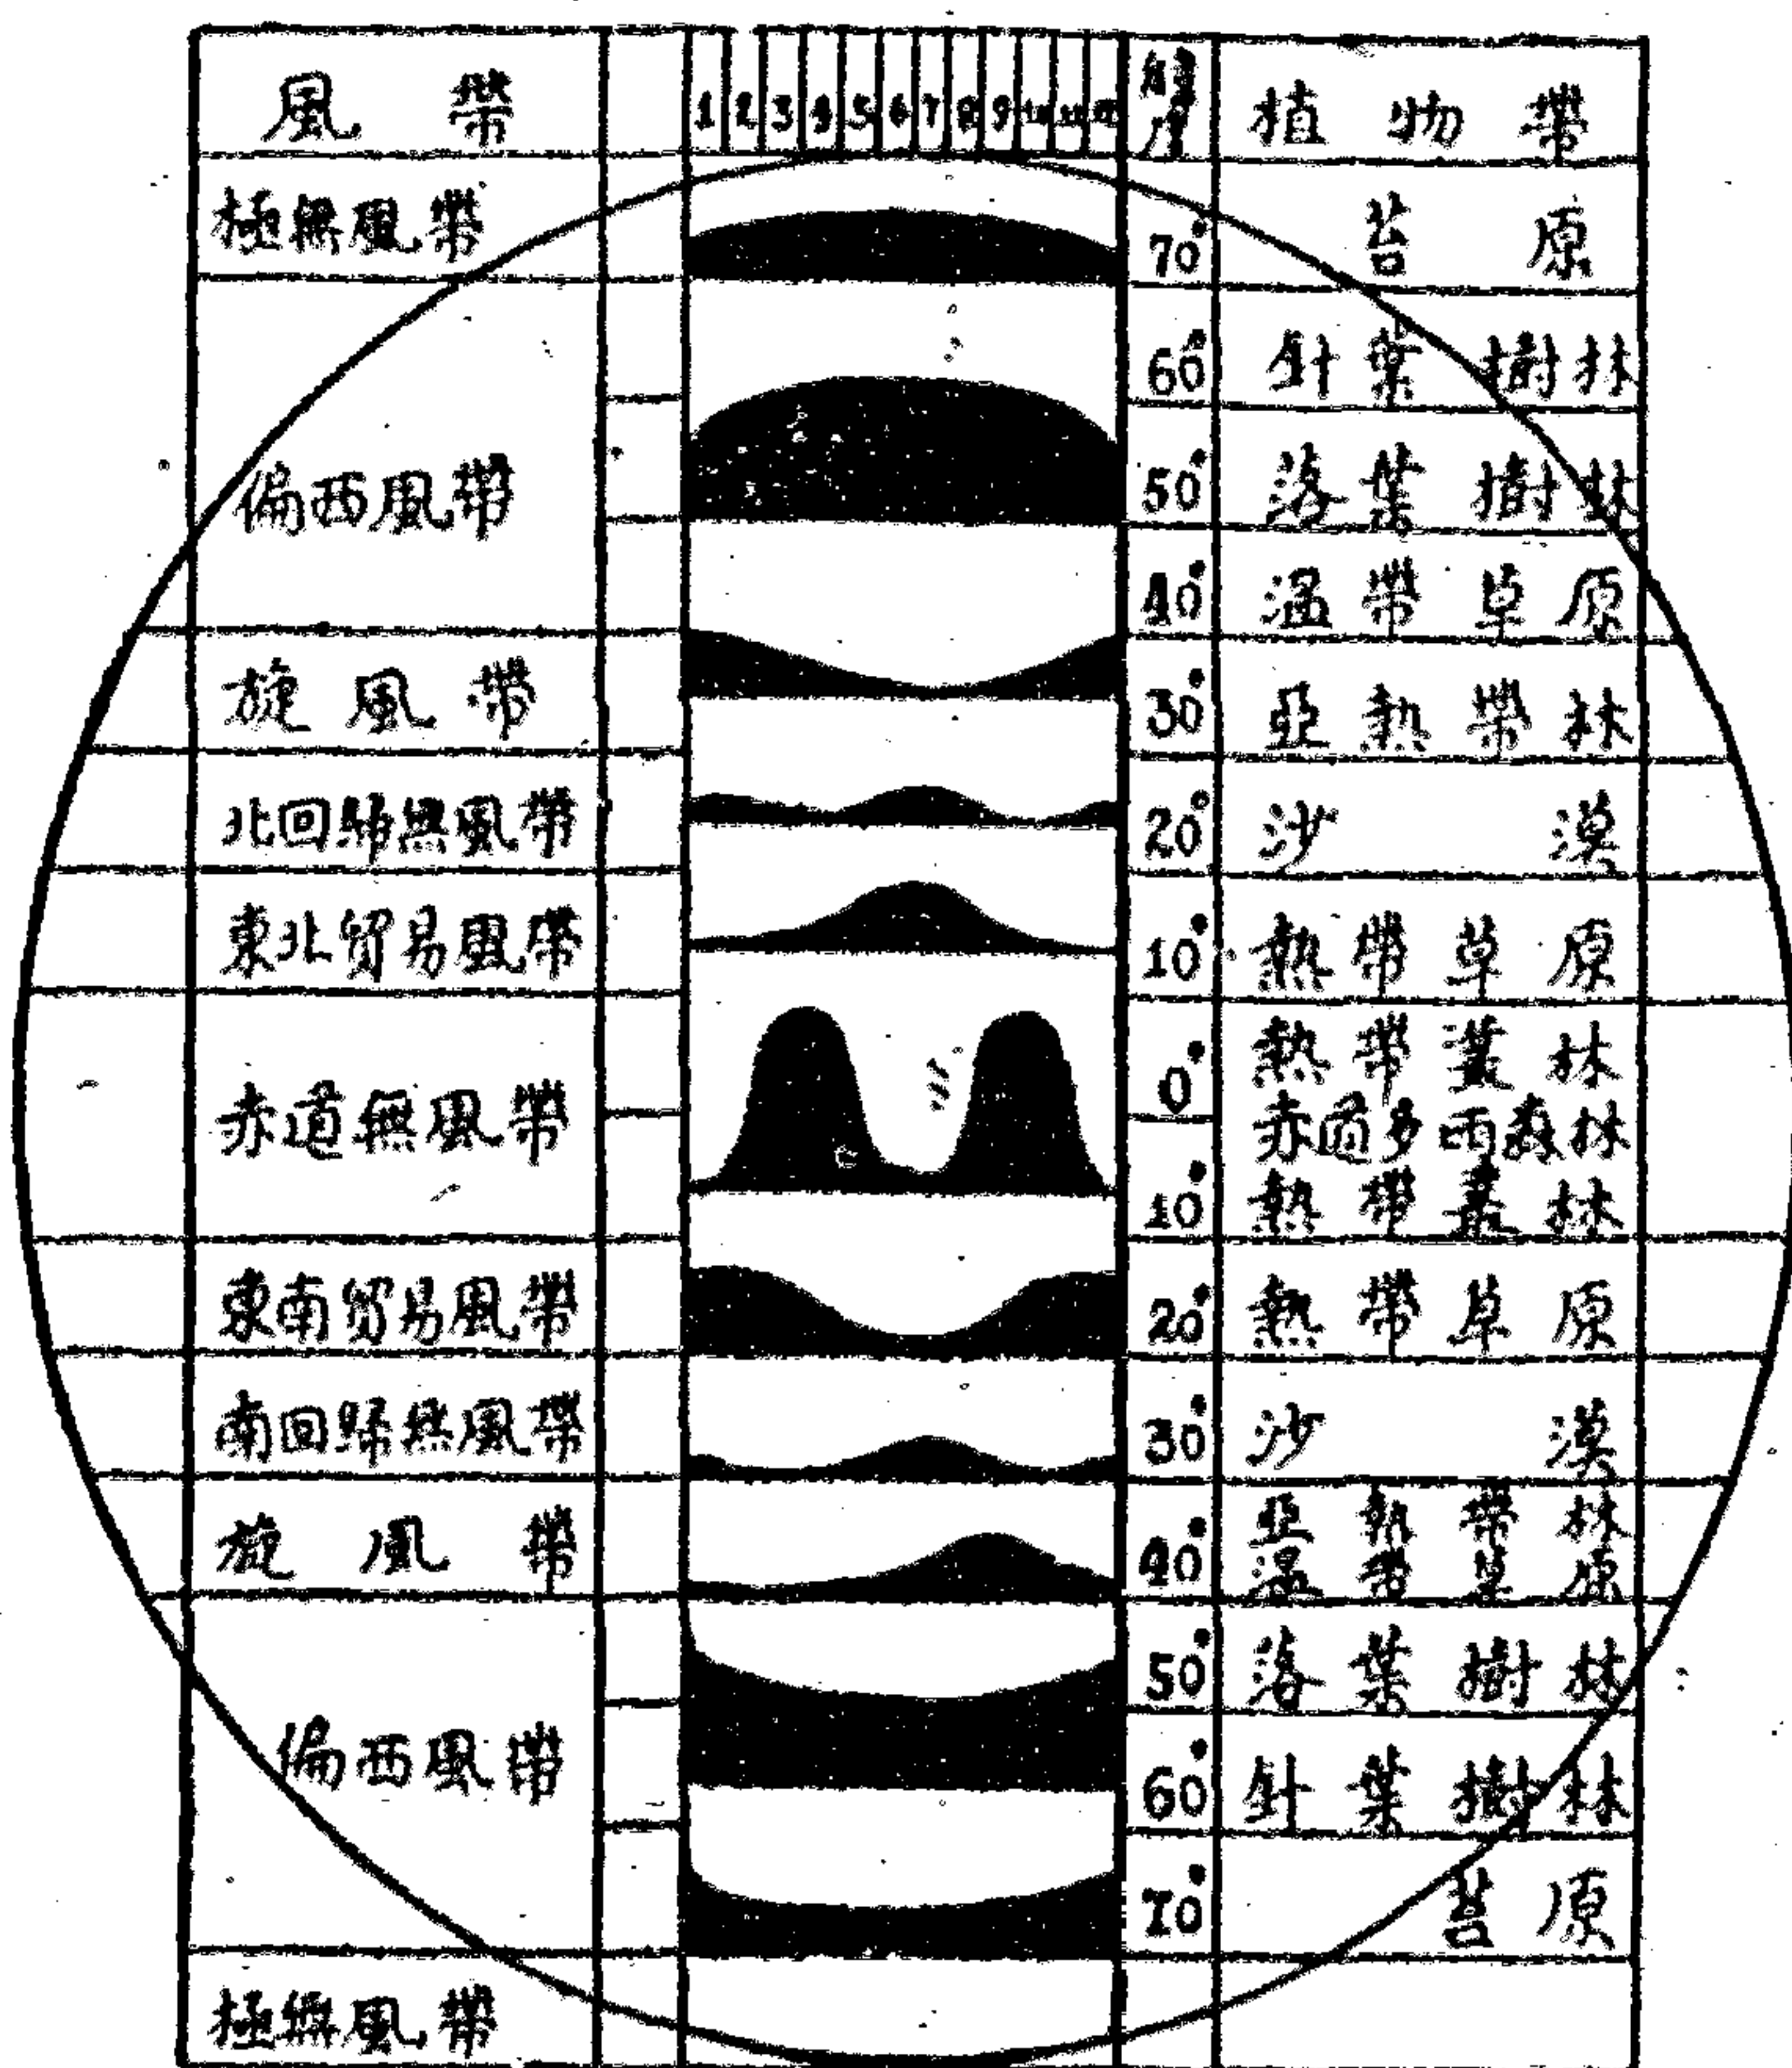 風帶 1 2 3 4 5 6 7 8 9 10 11 12 緯度 植物帶
極無風帶 70° 苔原
60° 針葉樹林
偏西風帶 50° 落葉樹林
40° 溫帶草原
旋風帶 30° 亞熱帶林
北回歸無風帶 20° 沙漠
東北貿易風帶 10° 熱帶草原
0° 熱帶叢林
赤道無風帶 赤道多雨森林
10° 熱帶叢林
東南貿易風帶 20° 熱帶草原
南回歸無風帶 30° 沙漠
旋風帶 40° 亞熱帶林
溫帶草原
50° 落葉樹林
偏西風帶 60° 針葉樹林
70° 苔原
極無風帶